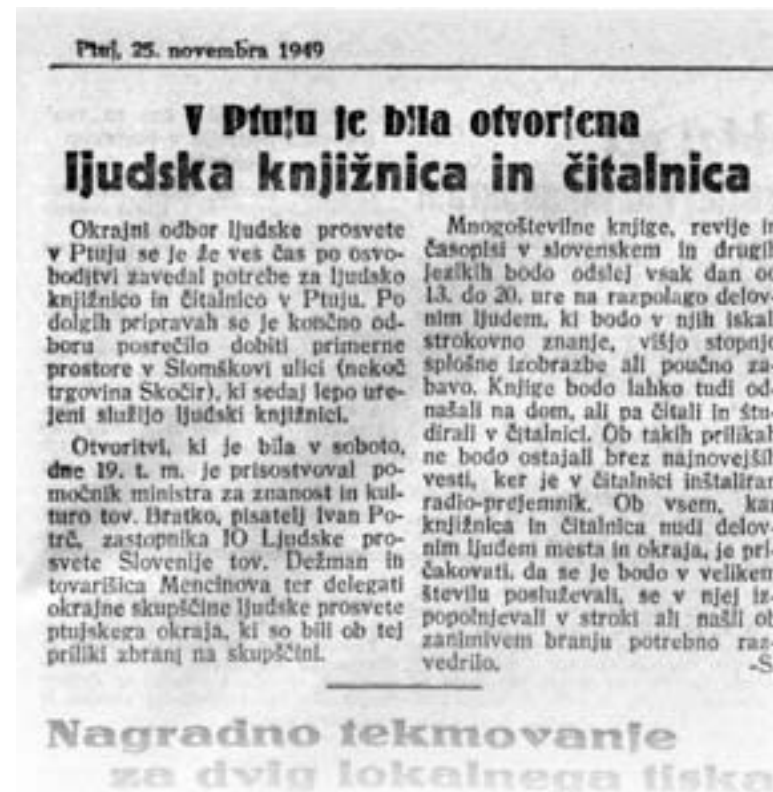 Ptuj, 25. novembra 1949
V Ptuju je bila otvorjena
ljudska knjižnica in čitalnica
Okrajni odbor ljudske prosvete
v Ptuju se je že ves čas po osvo-
boditvi zavedal potrebe za ljudsko
knjižnico in čitalnico v Ptuju. Po
dolgih pripravah se je končno od-
boru posrečilo dobiti primerne
prostore v Slomškovi ulici (nekoč
trgovina Skočir), ki sedaj lepo ure-
jeni služijo ljudski knjižnici.
Otvoritvi, ki je bila v soboto,
dne 19. t. m. je prisostvoval po-
močnik ministra za znanost in kul-
turo tov. Bratko, pisatelj Ivan Po-
trč, zastopnika IO Ljudske pro-
svete Slovenije tov. Dežman in
tovarišica Mencinova ter delegati
okrajne skupščine ljudske prosvete
ptujskega okraja, ki so bili ob tej
priliki zbrani na skupščini.
Mnogoštevilne knjige, revije in
časopisi v slovenskem in drugih
jezikih bodo odslej vsak dan od
13. do 20. ure na razpolago delov-
nim ljudem, ki bodo v njih iskali
strokovno znanje, višjo stopnjo
splošne izobrazbe ali poučno za-
bavo. Knjige bodo lahko tudi od-
našali na dom, ali pa čitali in štu-
dirali v čitalnici. Ob takih prilikah
ne bodo ostajali brez najnovejših
vesti, ker je v čitalnici inštaliran
radio-prejemnik. Ob vsem, kar
knjižnica in čitalnica nudi delov-
nim ljudem mesta in okraja, je pri-
čakovati, da se je bodo v velikem
številu posluževali, se v njej iz-
popolnjevali v stroki ali našli ob
zanimivem branju potrebno raz-
vedrilo. -S
Nagradno tekmovanje
za dvig lokalnega tiska